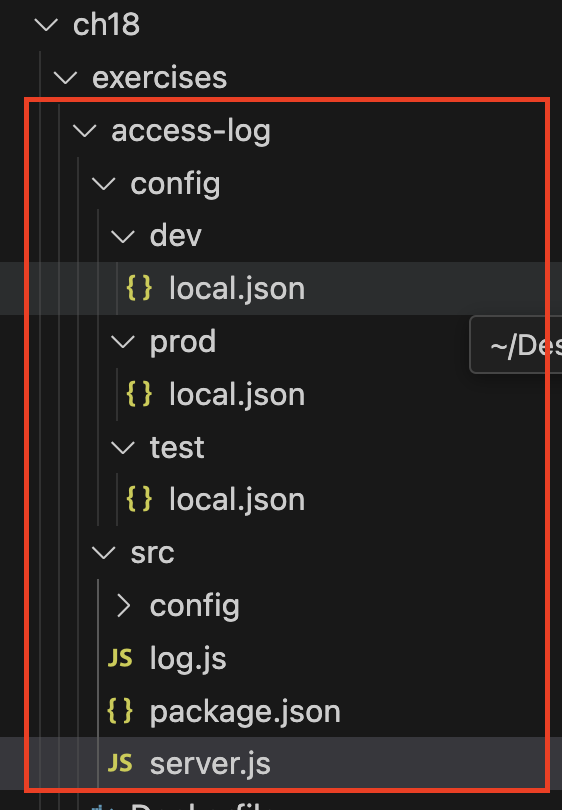 ch18
exercises
access-log
config
dev
{} local.json
~/Des
prod
{} local.json
test
{} local.json
src
config
JS log.js
{} package.json
JS server.js